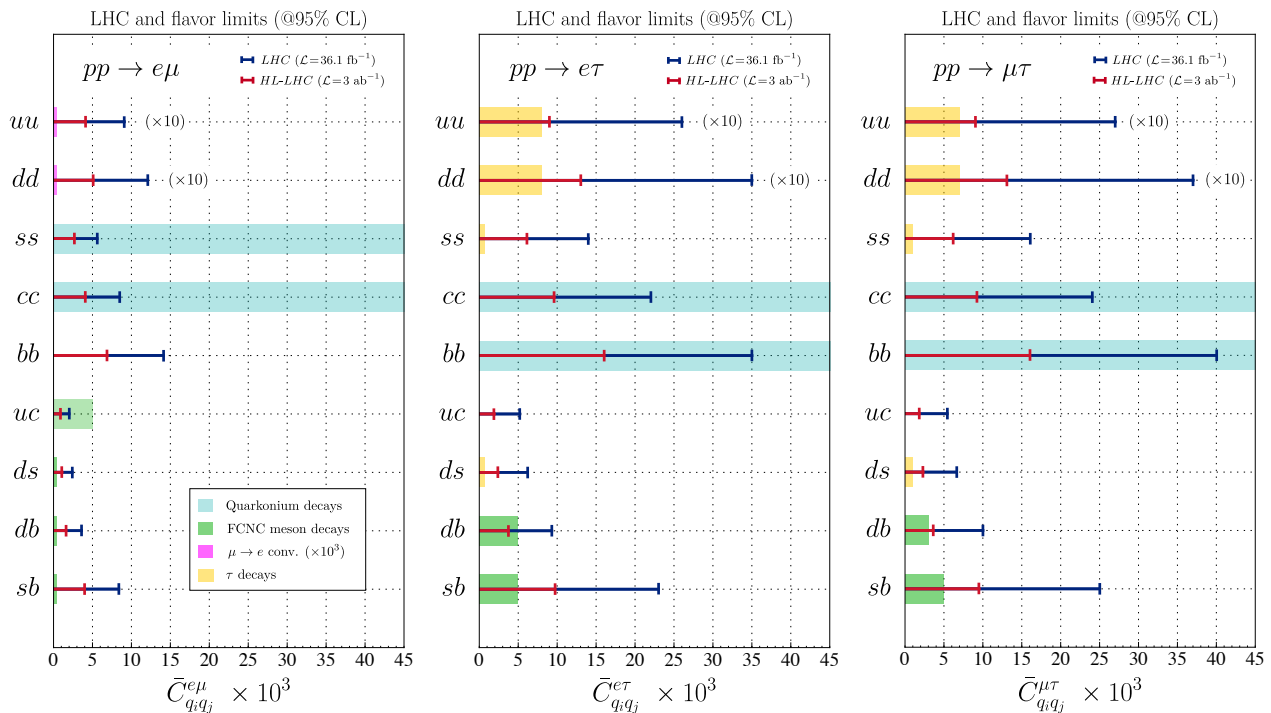 LHC and flavor limits (@95% CL)
pp → eμ
LHC (ℒ=36.1 fb⁻¹)
HL-LHC (ℒ=3 ab⁻¹)
uu
(×10)
dd
(×10)
ss
cc
bb
uc
ds
db
sb
Quarkonium decays
FCNC meson decays
μ → e conv. (×10³)
τ decays
0 5 10 15 20 25 30 35 40 45
C̄^{eμ}_{q_i q_j} × 10³
LHC and flavor limits (@95% CL)
pp → eτ
LHC (ℒ=36.1 fb⁻¹)
HL-LHC (ℒ=3 ab⁻¹)
uu
(×10)
dd
(×10)
ss
cc
bb
uc
ds
db
sb
0 5 10 15 20 25 30 35 40 45
C̄^{eτ}_{q_i q_j} × 10³
LHC and flavor limits (@95% CL)
pp → μτ
LHC (ℒ=36.1 fb⁻¹)
HL-LHC (ℒ=3 ab⁻¹)
uu
(×10)
dd
(×10)
ss
cc
bb
uc
ds
db
sb
0 5 10 15 20 25 30 35 40 45
C̄^{μτ}_{q_i q_j} × 10³